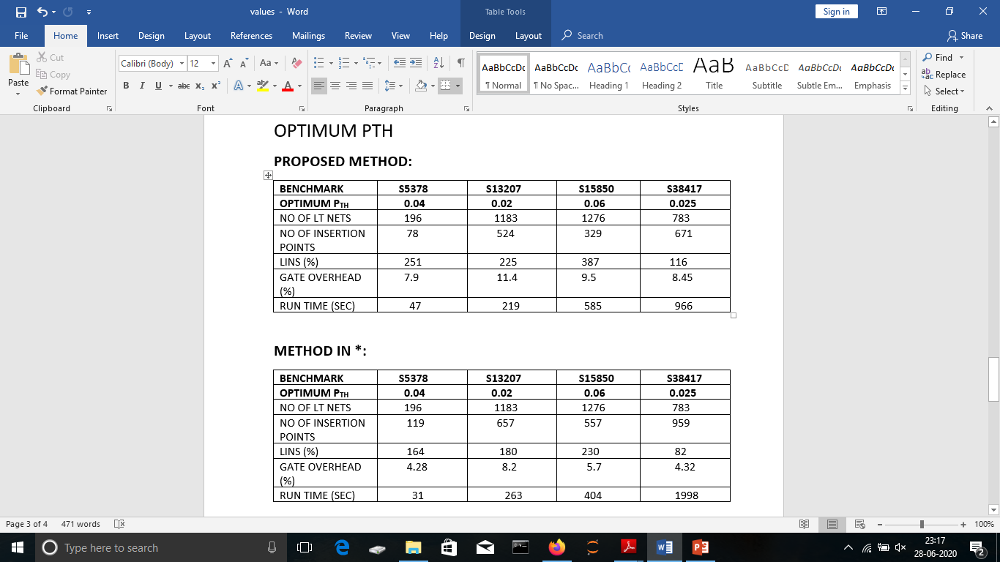 values - Word
Table Tools
Sign in
File Home Insert Design Layout References Mailings Review View Help Design Layout Search Share
Paste
Cut
Copy
Format Painter
Clipboard
Calibri (Body) 12
B I U abc x₂ x²
Font
Paragraph
AaBbCcDc AaBbCcDc AaBbCc AaBbCcE AaB AaBbCcD AaBbCcDc AaBbCcDc
¶ Normal ¶ No Spac... Heading 1 Heading 2 Title Subtitle Subtle Em... Emphasis
Styles
Find
Replace
Select
Editing
OPTIMUM PTH
PROPOSED METHOD:
BENCHMARK S5378 S13207 S15850 S38417
OPTIMUM PTH 0.04 0.02 0.06 0.025
NO OF LT NETS 196 1183 1276 783
NO OF INSERTION 78 524 329 671
POINTS
LINS (%) 251 225 387 116
GATE OVERHEAD 7.9 11.4 9.5 8.45
(%)
RUN TIME (SEC) 47 219 585 966
METHOD IN *:
BENCHMARK S5378 S13207 S15850 S38417
OPTIMUM PTH 0.04 0.02 0.06 0.025
NO OF LT NETS 196 1183 1276 783
NO OF INSERTION 119 657 557 959
POINTS
LINS (%) 164 180 230 82
GATE OVERHEAD 4.28 8.2 5.7 4.32
(%)
RUN TIME (SEC) 31 263 404 1998
Page 3 of 4 471 words
100%
Type here to search
23:17
28-06-2020
2